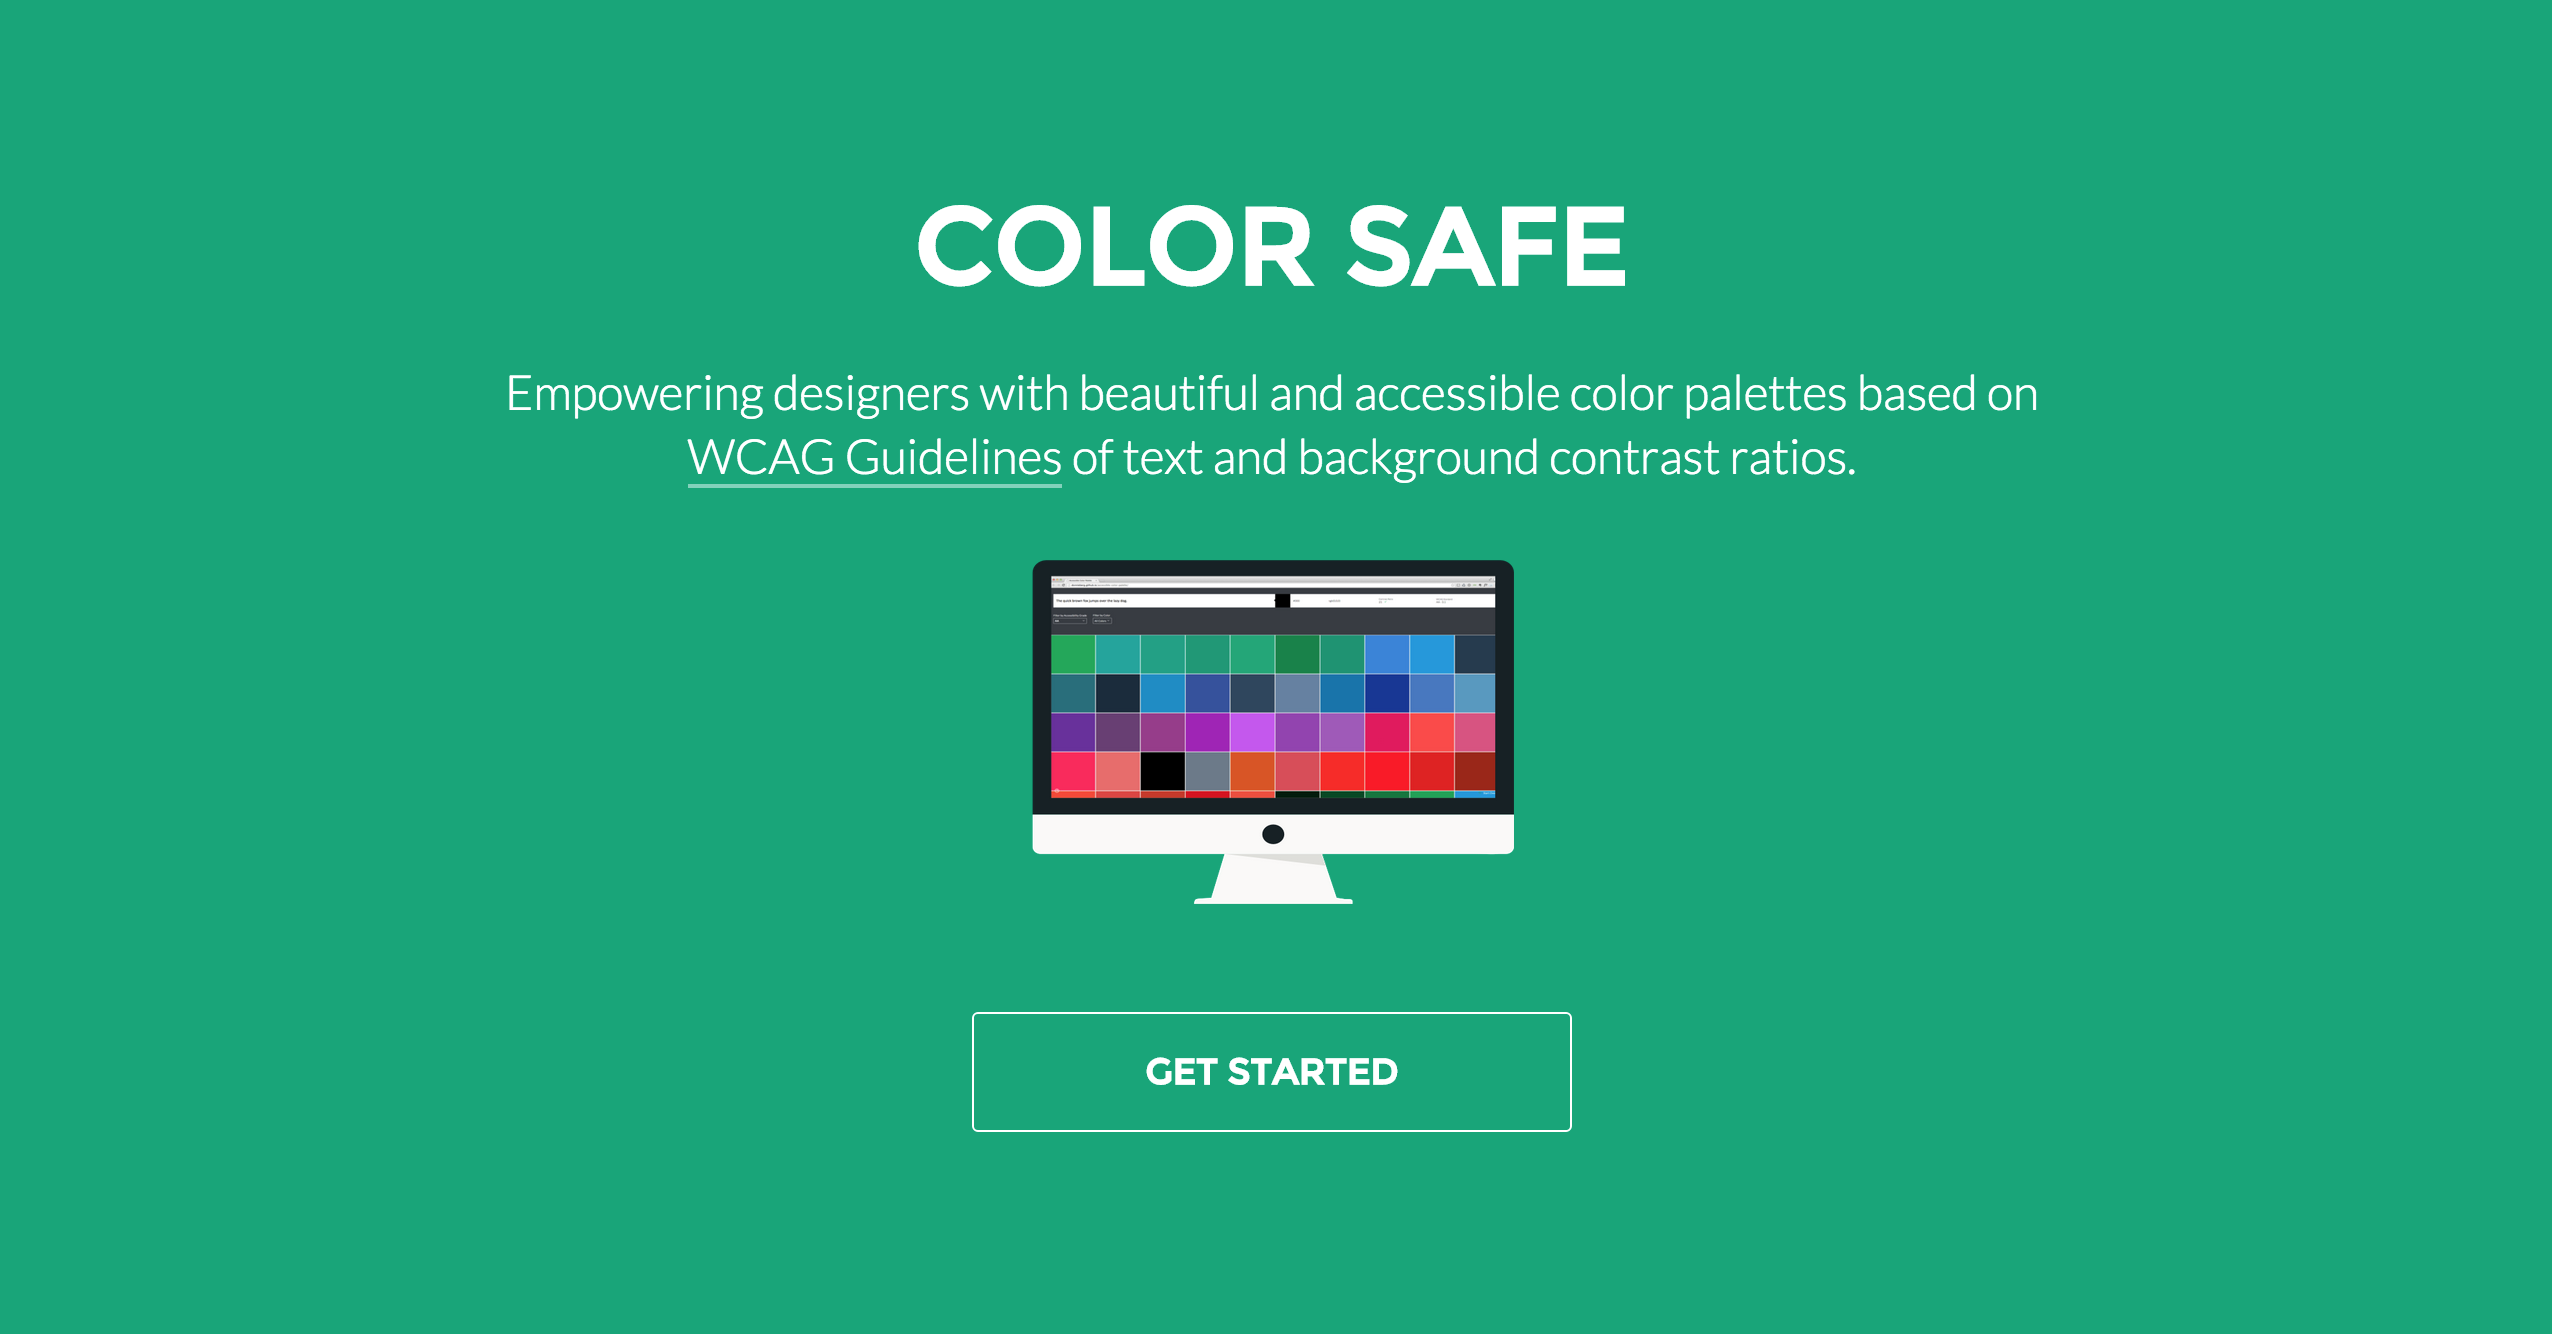 COLOR SAFE
Empowering designers with beautiful and accessible color palettes based on
WCAG Guidelines of text and background contrast ratios.
The quick brown fox jumps over the lazy dog.
GET STARTED